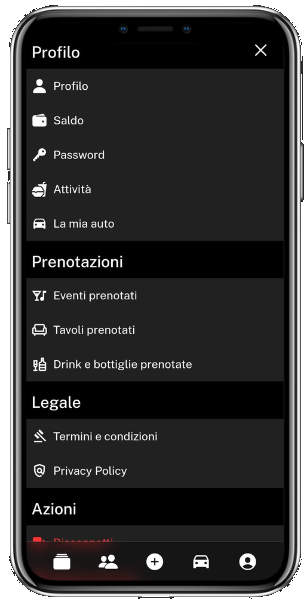 Profilo
Profilo
Saldo
Password
Attività
La mia auto
Prenotazioni
Eventi prenotati
Tavoli prenotati
Drink e bottiglie prenotate
Legale
Termini e condizioni
Privacy Policy
Azioni